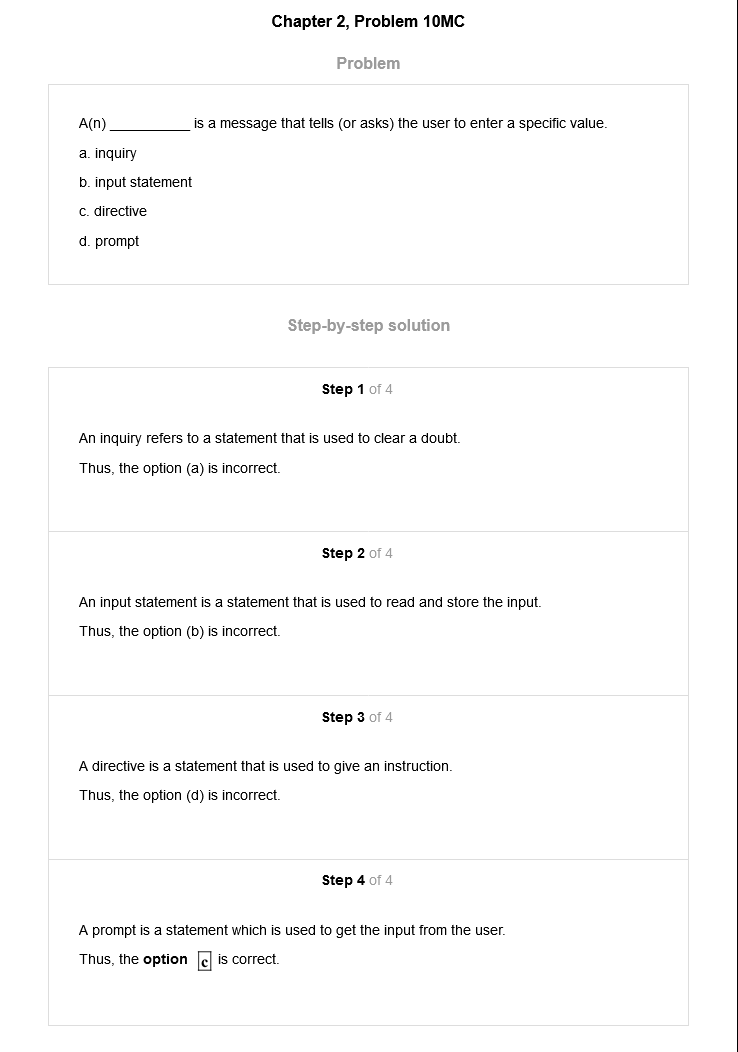 Chapter 2, Problem 10MC
Problem
A(n) __________ is a message that tells (or asks) the user to enter a specific value.
a. inquiry
b. input statement
c. directive
d. prompt
Step-by-step solution
Step 1 of 4
An inquiry refers to a statement that is used to clear a doubt.
Thus, the option (a) is incorrect.
Step 2 of 4
An input statement is a statement that is used to read and store the input.
Thus, the option (b) is incorrect.
Step 3 of 4
A directive is a statement that is used to give an instruction.
Thus, the option (d) is incorrect.
Step 4 of 4
A prompt is a statement which is used to get the input from the user.
Thus, the option c is correct.